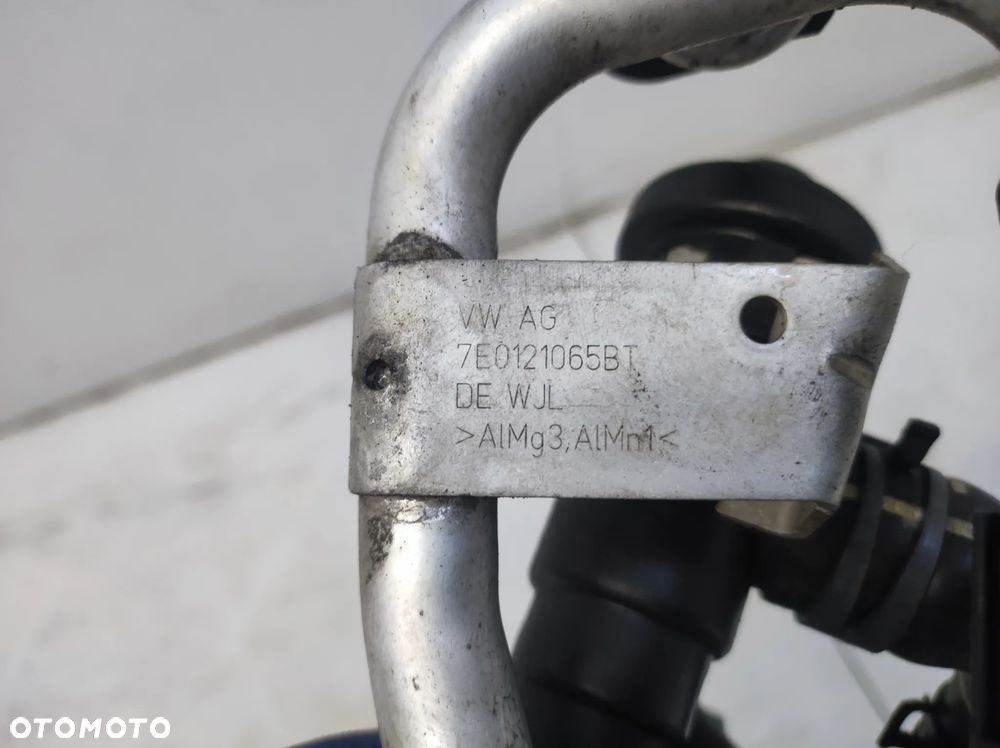 VW AG
7E0121065BT
DE WJL
>AlMg3,AlMn1<
OTOMOTO